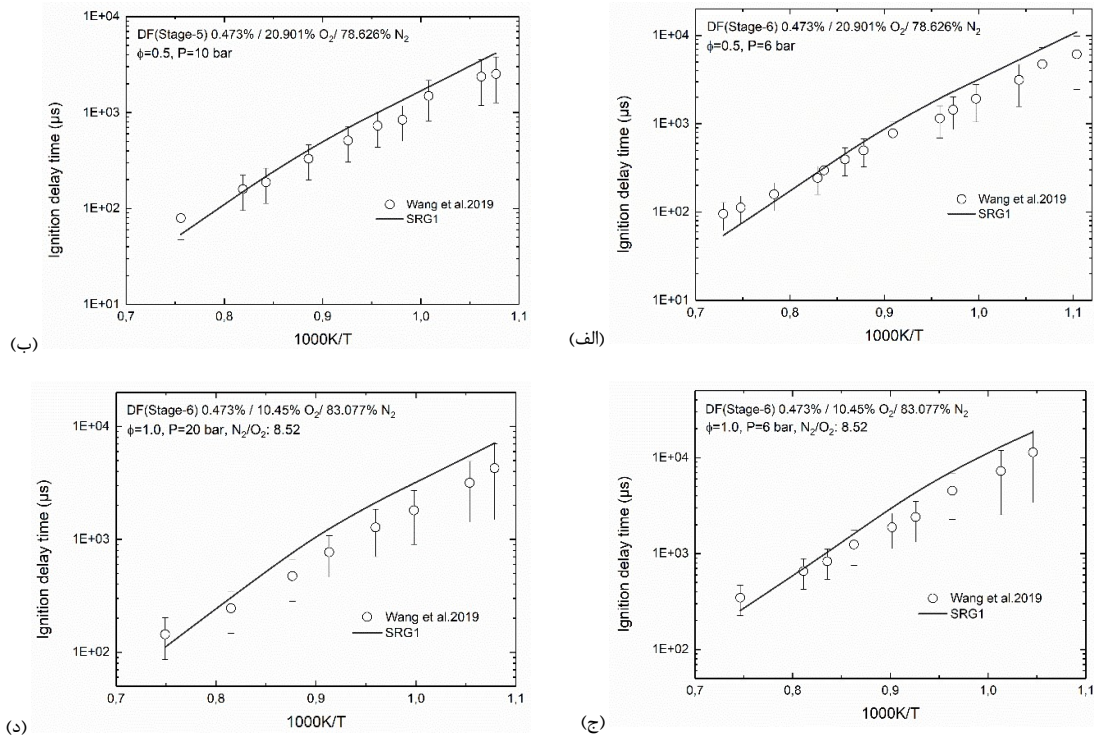 DF(Stage-6) 0.473% / 20.901% O₂/ 78.626% N₂
ϕ=0.5, P=6 bar
Ignition delay time (µs)
1E+04
1E+03
1E+02
1E+01
Wang et al.2019
SRG1
0,7 0,8 0,9 1,0 1,1
1000K/T
(الف)
DF(Stage-5) 0.473% / 20.901% O₂/ 78.626% N₂
ϕ=0.5, P=10 bar
Ignition delay time (µs)
1E+04
1E+03
1E+02
1E+01
Wang et al.2019
SRG1
0,7 0,8 0,9 1,0 1,1
1000K/T
(ب)
DF(Stage-6) 0.473% / 10.45% O₂/ 83.077% N₂
ϕ=1.0, P=6 bar, N₂/O₂: 8.52
Ignition delay time (µs)
1E+04
1E+03
1E+02
Wang et al.2019
SRG1
0,7 0,8 0,9 1,0 1,1
1000K/T
(ج)
DF(Stage-6) 0.473% / 10.45% O₂/ 83.077% N₂
ϕ=1.0, P=20 bar, N₂/O₂: 8.52
Ignition delay time (µs)
1E+04
1E+03
1E+02
Wang et al.2019
SRG1
0,7 0,8 0,9 1,0 1,1
1000K/T
(د)